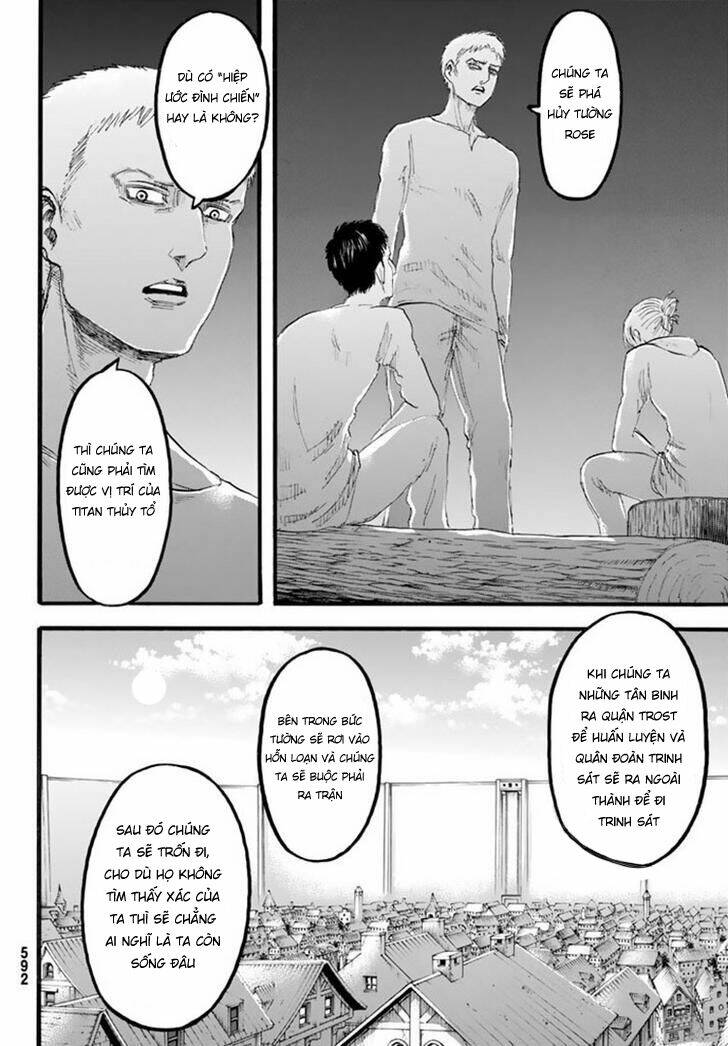 CHÚNG TA
SẼ PHÁ
HỦY TƯỜNG
ROSE
DÙ CÓ "HIỆP
ƯỚC ĐÌNH CHIẾN"
HAY LÀ KHÔNG?
THÌ CHÚNG TA
CŨNG PHẢI TÌM
ĐƯỢC VỊ TRÍ CỦA
TITAN THỦY TỔ
KHI CHÚNG TA
NHỮNG TÂN BINH
RA QUẬN TROST
ĐỂ HUẤN LUYỆN VÀ
QUÂN ĐOÀN TRINH
SÁT SẼ RA NGOÀI
THÀNH ĐỂ ĐI
TRINH SÁT
BÊN TRONG BỨC
TƯỜNG SẼ RƠI VÀO
HỖN LOẠN VÀ CHÚNG
TA SẼ BUỘC PHẢI
RA TRẬN
SAU ĐÓ CHÚNG
TA SẼ TRỐN ĐI,
CHO DÙ HỌ KHÔNG
TÌM THẤY XÁC CỦA
TA THÌ SẼ CHẲNG
AI NGHĨ LÀ TA CÒN
SỐNG ĐÂU
592